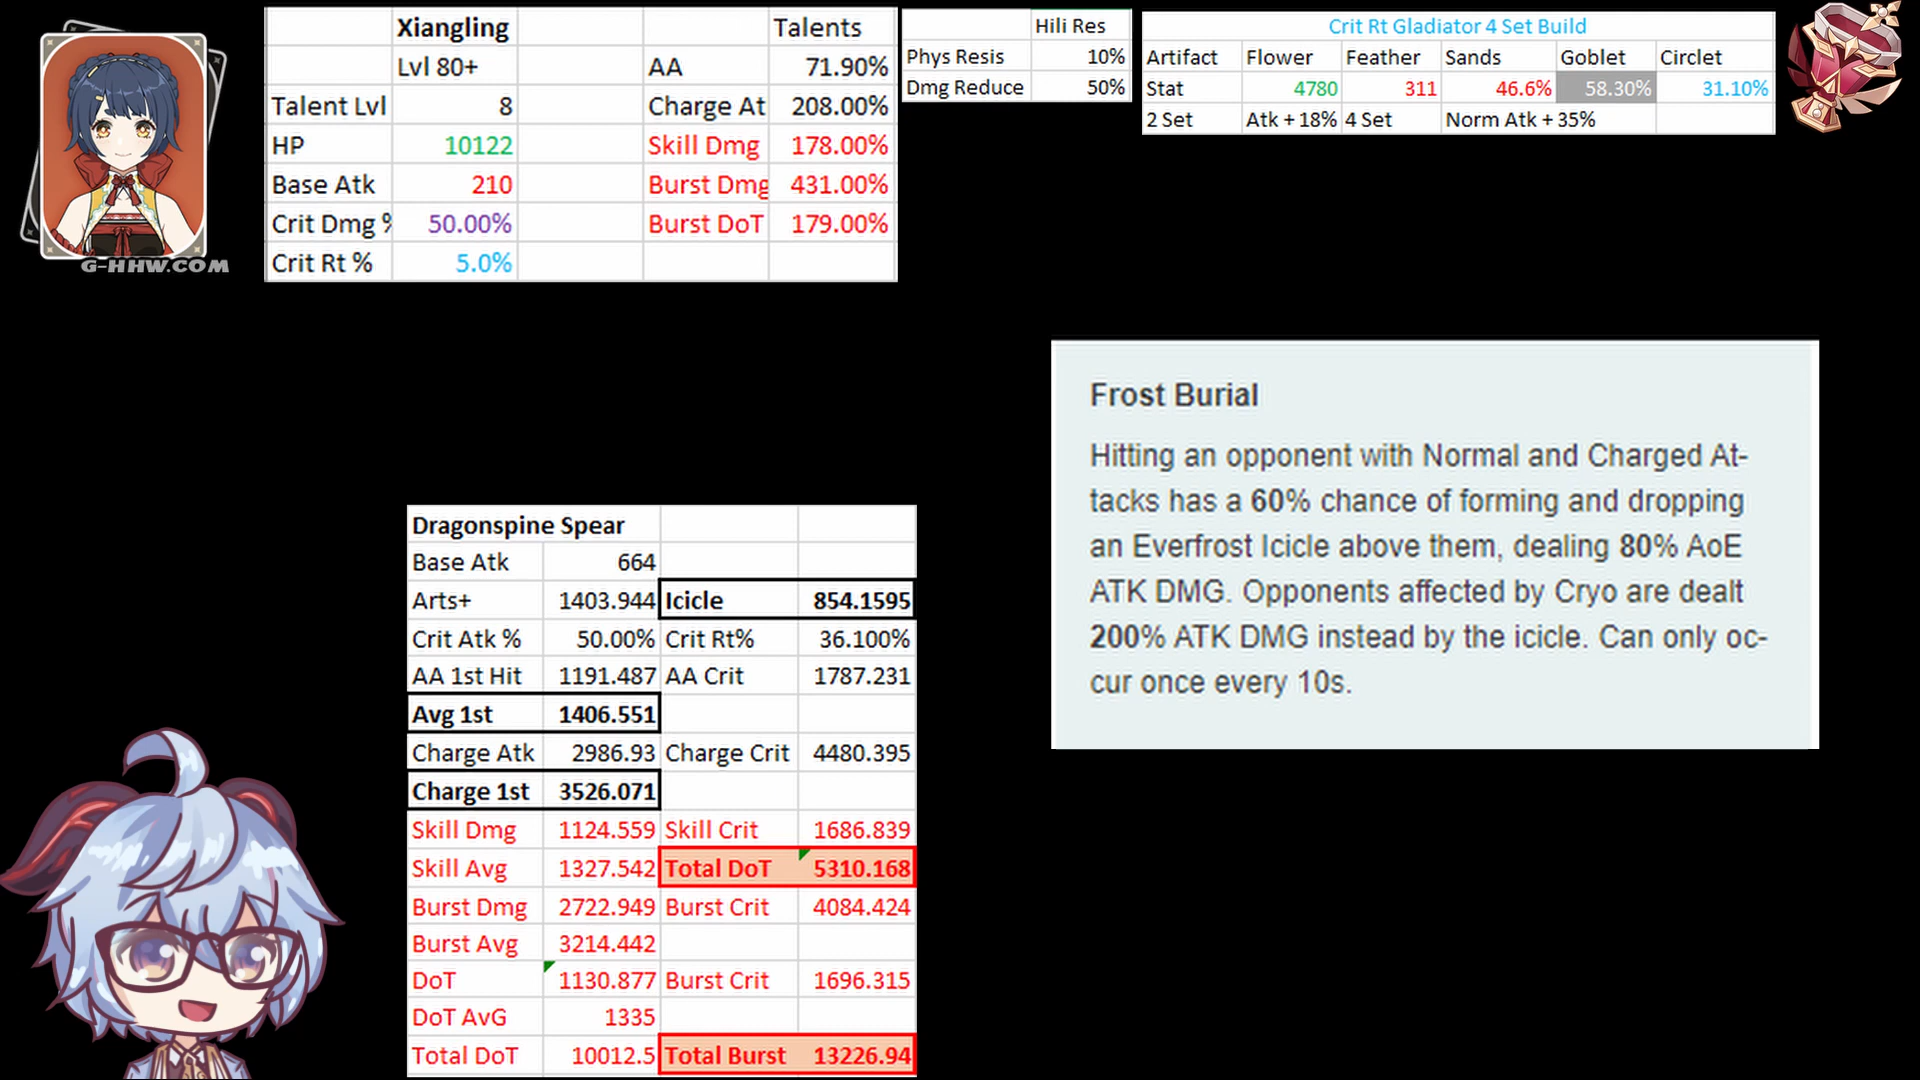 Xiangling Talents
Lvl 80+ AA 71.90%
Talent Lvl 8 Charge At 208.00%
HP 10122 Skill Dmg 178.00%
Base Atk 210 Burst Dmg 431.00%
Crit Dmg % 50.00% Burst DoT 179.00%
Crit Rt % 5.0%
G-HHW.COM
Hili Res
Phys Resis 10%
Dmg Reduce 50%
Crit Rt Gladiator 4 Set Build
Artifact Flower Feather Sands Goblet Circlet
Stat 4780 311 46.6% 58.30% 31.10%
2 Set Atk + 18% 4 Set Norm Atk + 35%
Frost Burial
Hitting an opponent with Normal and Charged At-
tacks has a 60% chance of forming and dropping
an Everfrost Icicle above them, dealing 80% AoE
ATK DMG. Opponents affected by Cryo are dealt
200% ATK DMG instead by the icicle. Can only oc-
cur once every 10s.
Dragonspine Spear
Base Atk 664
Arts+ 1403.944 Icicle 854.1595
Crit Atk % 50.00% Crit Rt% 36.100%
AA 1st Hit 1191.487 AA Crit 1787.231
Avg 1st 1406.551
Charge Atk 2986.93 Charge Crit 4480.395
Charge 1st 3526.071
Skill Dmg 1124.559 Skill Crit 1686.839
Skill Avg 1327.542 Total DoT 5310.168
Burst Dmg 2722.949 Burst Crit 4084.424
Burst Avg 3214.442
DoT 1130.877 Burst Crit 1696.315
DoT AvG 1335
Total DoT 10012.5 Total Burst 13226.94